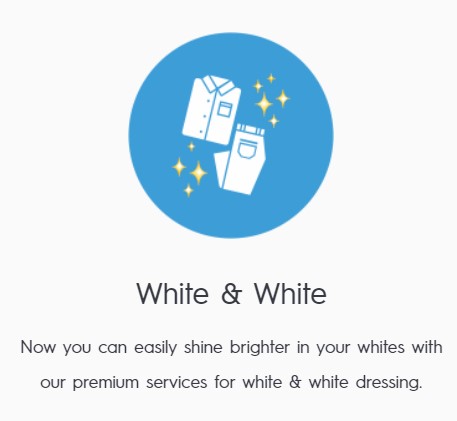 White & White
Now you can easily shine brighter in your whites with
our premium services for white & white dressing.